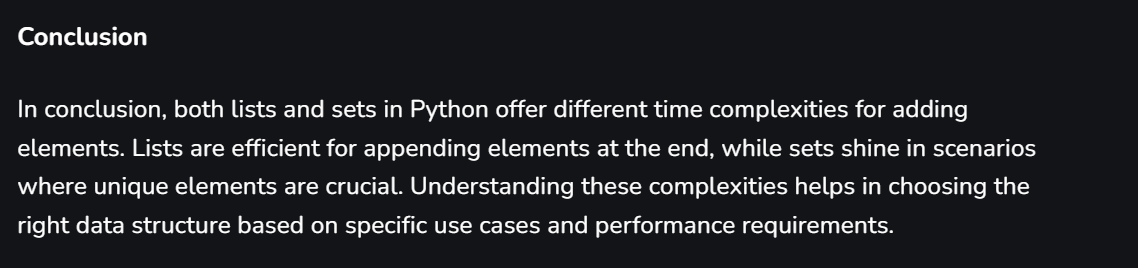 Conclusion
In conclusion, both lists and sets in Python offer different time complexities for adding
elements. Lists are efficient for appending elements at the end, while sets shine in scenarios
where unique elements are crucial. Understanding these complexities helps in choosing the
right data structure based on specific use cases and performance requirements.